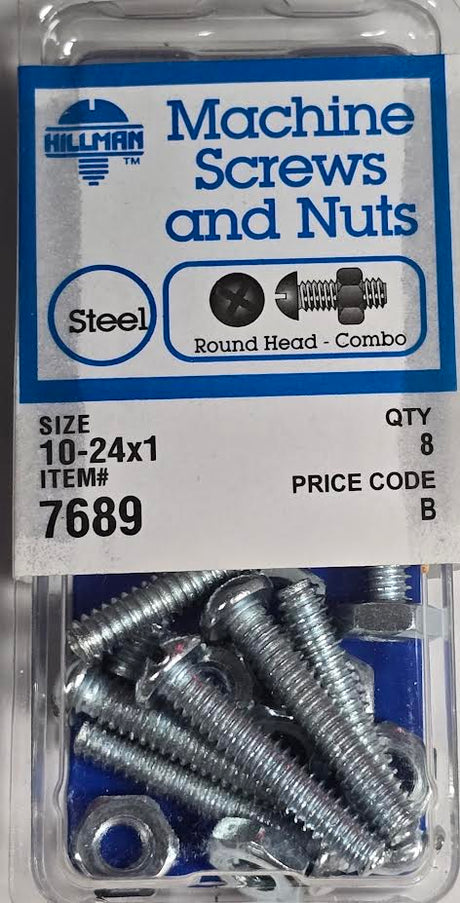 HILLMAN
TM
Machine
Screws
and Nuts
Steel
Round Head - Combo
SIZE
10-24x1
ITEM#
7689
QTY
8
PRICE CODE
B